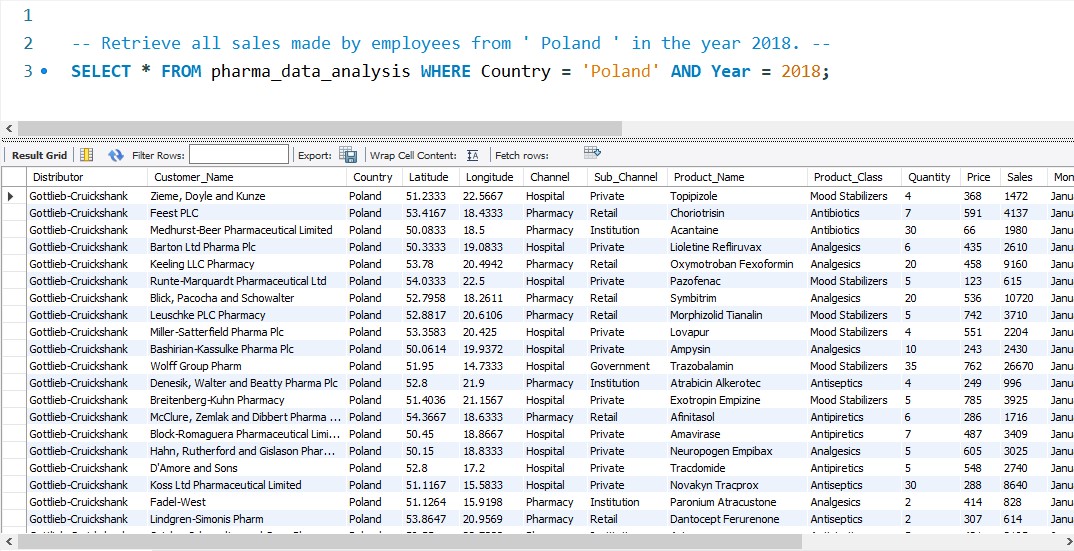 1
2 -- Retrieve all sales made by employees from ' Poland ' in the year 2018. --
3 SELECT * FROM pharma_data_analysis WHERE Country = 'Poland' AND Year = 2018;
Result Grid Filter Rows: Export: Wrap Cell Content: IA Fetch rows:
Distributor Customer_Name Country Latitude Longitude Channel Sub_Channel Product_Name Product_Class Quantity Price Sales Mon
Gottlieb-Cruickshank Zieme, Doyle and Kunze Poland 51.2333 22.5667 Hospital Private Topipizole Mood Stabilizers 4 368 1472 Janu
Gottlieb-Cruickshank Feest PLC Poland 53.4167 18.4333 Pharmacy Retail Choriotrisin Antibiotics 7 591 4137 Janu
Gottlieb-Cruickshank Medhurst-Beer Pharmaceutical Limited Poland 50.0833 18.5 Pharmacy Institution Acantaine Antibiotics 30 66 1980 Janu
Gottlieb-Cruickshank Barton Ltd Pharma Plc Poland 50.3333 19.0833 Hospital Private Lioletine Refliruvax Analgesics 6 435 2610 Janu
Gottlieb-Cruickshank Keeling LLC Pharmacy Poland 53.78 20.4942 Pharmacy Retail Oxymotroban Fexoformin Analgesics 20 458 9160 Janu
Gottlieb-Cruickshank Runte-Marquardt Pharmaceutical Ltd Poland 54.0333 22.5 Hospital Private Pazofenac Mood Stabilizers 5 123 615 Janu
Gottlieb-Cruickshank Blick, Pacocha and Schowalter Poland 52.7958 18.2611 Pharmacy Retail Symbitrim Analgesics 20 536 10720 Janu
Gottlieb-Cruickshank Leuschke PLC Pharmacy Poland 52.8817 20.6106 Pharmacy Retail Morphizolid Tianalin Mood Stabilizers 5 742 3710 Janu
Gottlieb-Cruickshank Miller-Satterfield Pharma Plc Poland 53.3583 20.425 Hospital Private Lovapur Mood Stabilizers 4 551 2204 Janu
Gottlieb-Cruickshank Bashirian-Kassulke Pharma Plc Poland 50.0614 19.9372 Hospital Private Ampysin Analgesics 10 243 2430 Janu
Gottlieb-Cruickshank Wolff Group Pharm Poland 51.95 14.7333 Hospital Government Trazobalamin Mood Stabilizers 35 762 26670 Janu
Gottlieb-Cruickshank Denesik, Walter and Beatty Pharma Plc Poland 52.8 21.9 Pharmacy Institution Atrabicin Alkerotec Antiseptics 4 249 996 Janu
Gottlieb-Cruickshank Breitenberg-Kuhn Pharmacy Poland 51.4036 21.1567 Hospital Private Exotropin Empizine Mood Stabilizers 5 785 3925 Janu
Gottlieb-Cruickshank McClure, Zemlak and Dibbert Pharma ... Poland 54.3667 18.6333 Pharmacy Retail Afinitasol Antipiretics 6 286 1716 Janu
Gottlieb-Cruickshank Block-Romaguera Pharmaceutical Limi... Poland 50.45 18.8667 Hospital Private Amavirase Antipiretics 7 487 3409 Janu
Gottlieb-Cruickshank Hahn, Rutherford and Gislason Phar... Poland 50.15 18.8333 Hospital Private Neuropogen Empibax Analgesics 5 605 3025 Janu
Gottlieb-Cruickshank D'Amore and Sons Poland 52.8 17.2 Hospital Private Tracdomide Antipiretics 5 548 2740 Janu
Gottlieb-Cruickshank Koss Ltd Pharmaceutical Limited Poland 51.1167 15.5833 Hospital Private Novakyn Tracprox Antiseptics 30 288 8640 Janu
Gottlieb-Cruickshank Fadel-West Poland 51.1264 15.9198 Pharmacy Institution Paronium Atracustone Analgesics 2 414 828 Janu
Gottlieb-Cruickshank Lindgren-Simonis Pharm Poland 53.8647 20.9569 Pharmacy Retail Dantocept Ferurenone Antiseptics 2 307 614 Janu